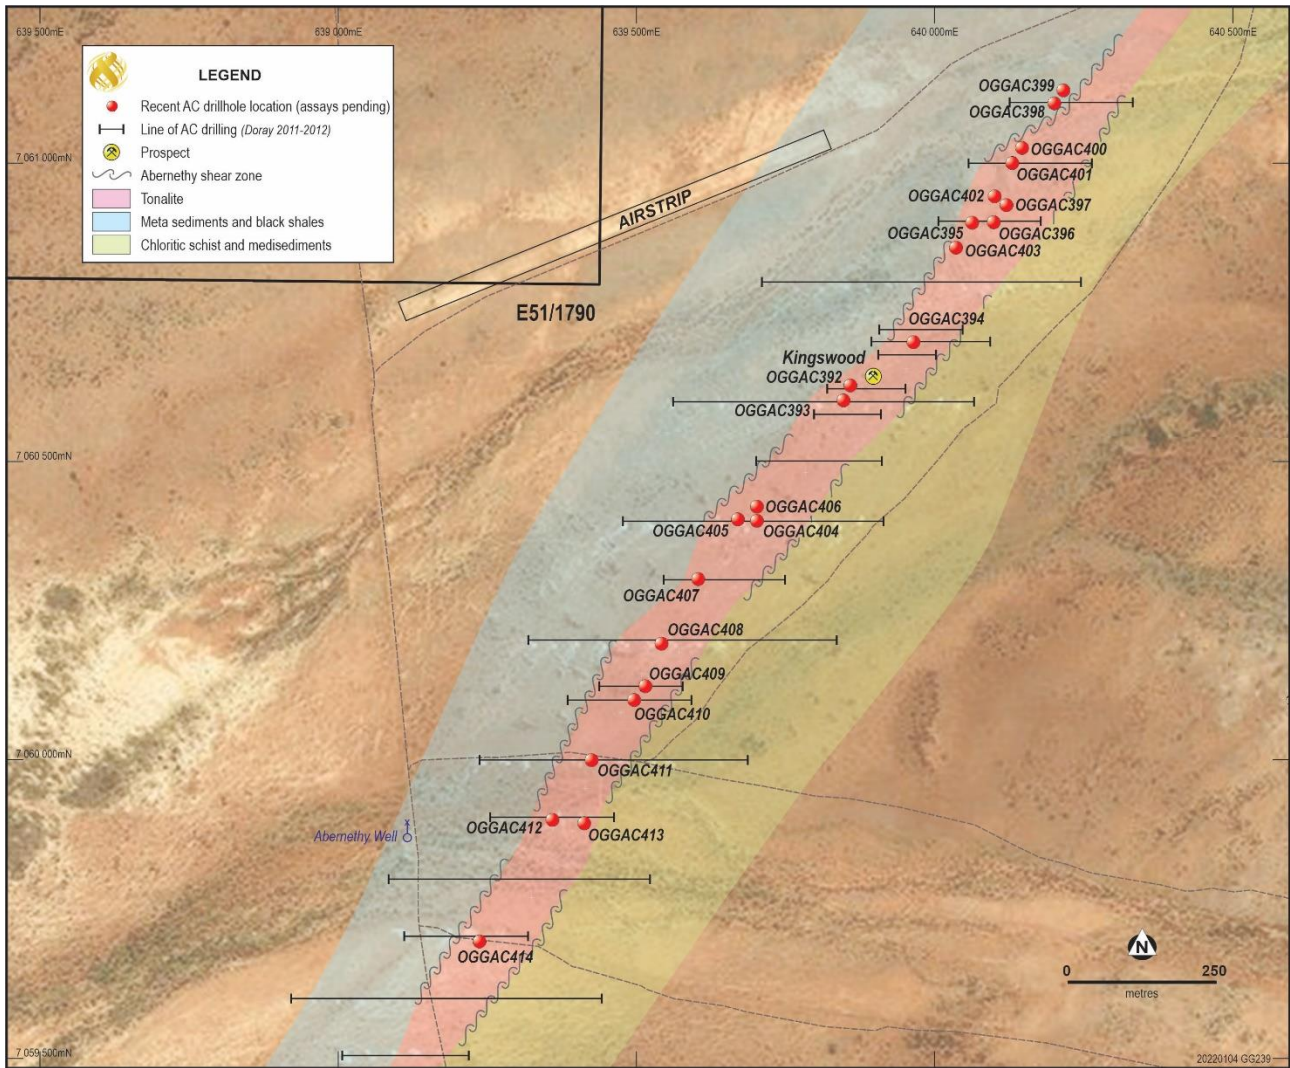 639 500mE
639 000mE
639 500mE
640 000mE
640 500mE
LEGEND
Recent AC drillhole location (assays pending)
Line of AC drilling (Doray 2011-2012)
Prospect
Abernethy shear zone
Tonalite
Meta sediments and black shales
Chloritic schist and medisediments
OGGAC399
OGGAC398
7 061 000mN
OGGAC400
OGGAC401
AIRSTRIP
OGGAC402
OGGAC397
OGGAC395
OGGAC396
OGGAC403
E51/1790
OGGAC394
Kingswood
OGGAC392
OGGAC393
7 060 500mN
OGGAC406
OGGAC405
OGGAC404
OGGAC407
OGGAC408
OGGAC409
OGGAC410
7 060 000mN
OGGAC411
OGGAC412
OGGAC413
Abernethy Well
OGGAC414
N
0
250
metres
7 059 500mN
20220104 GG239